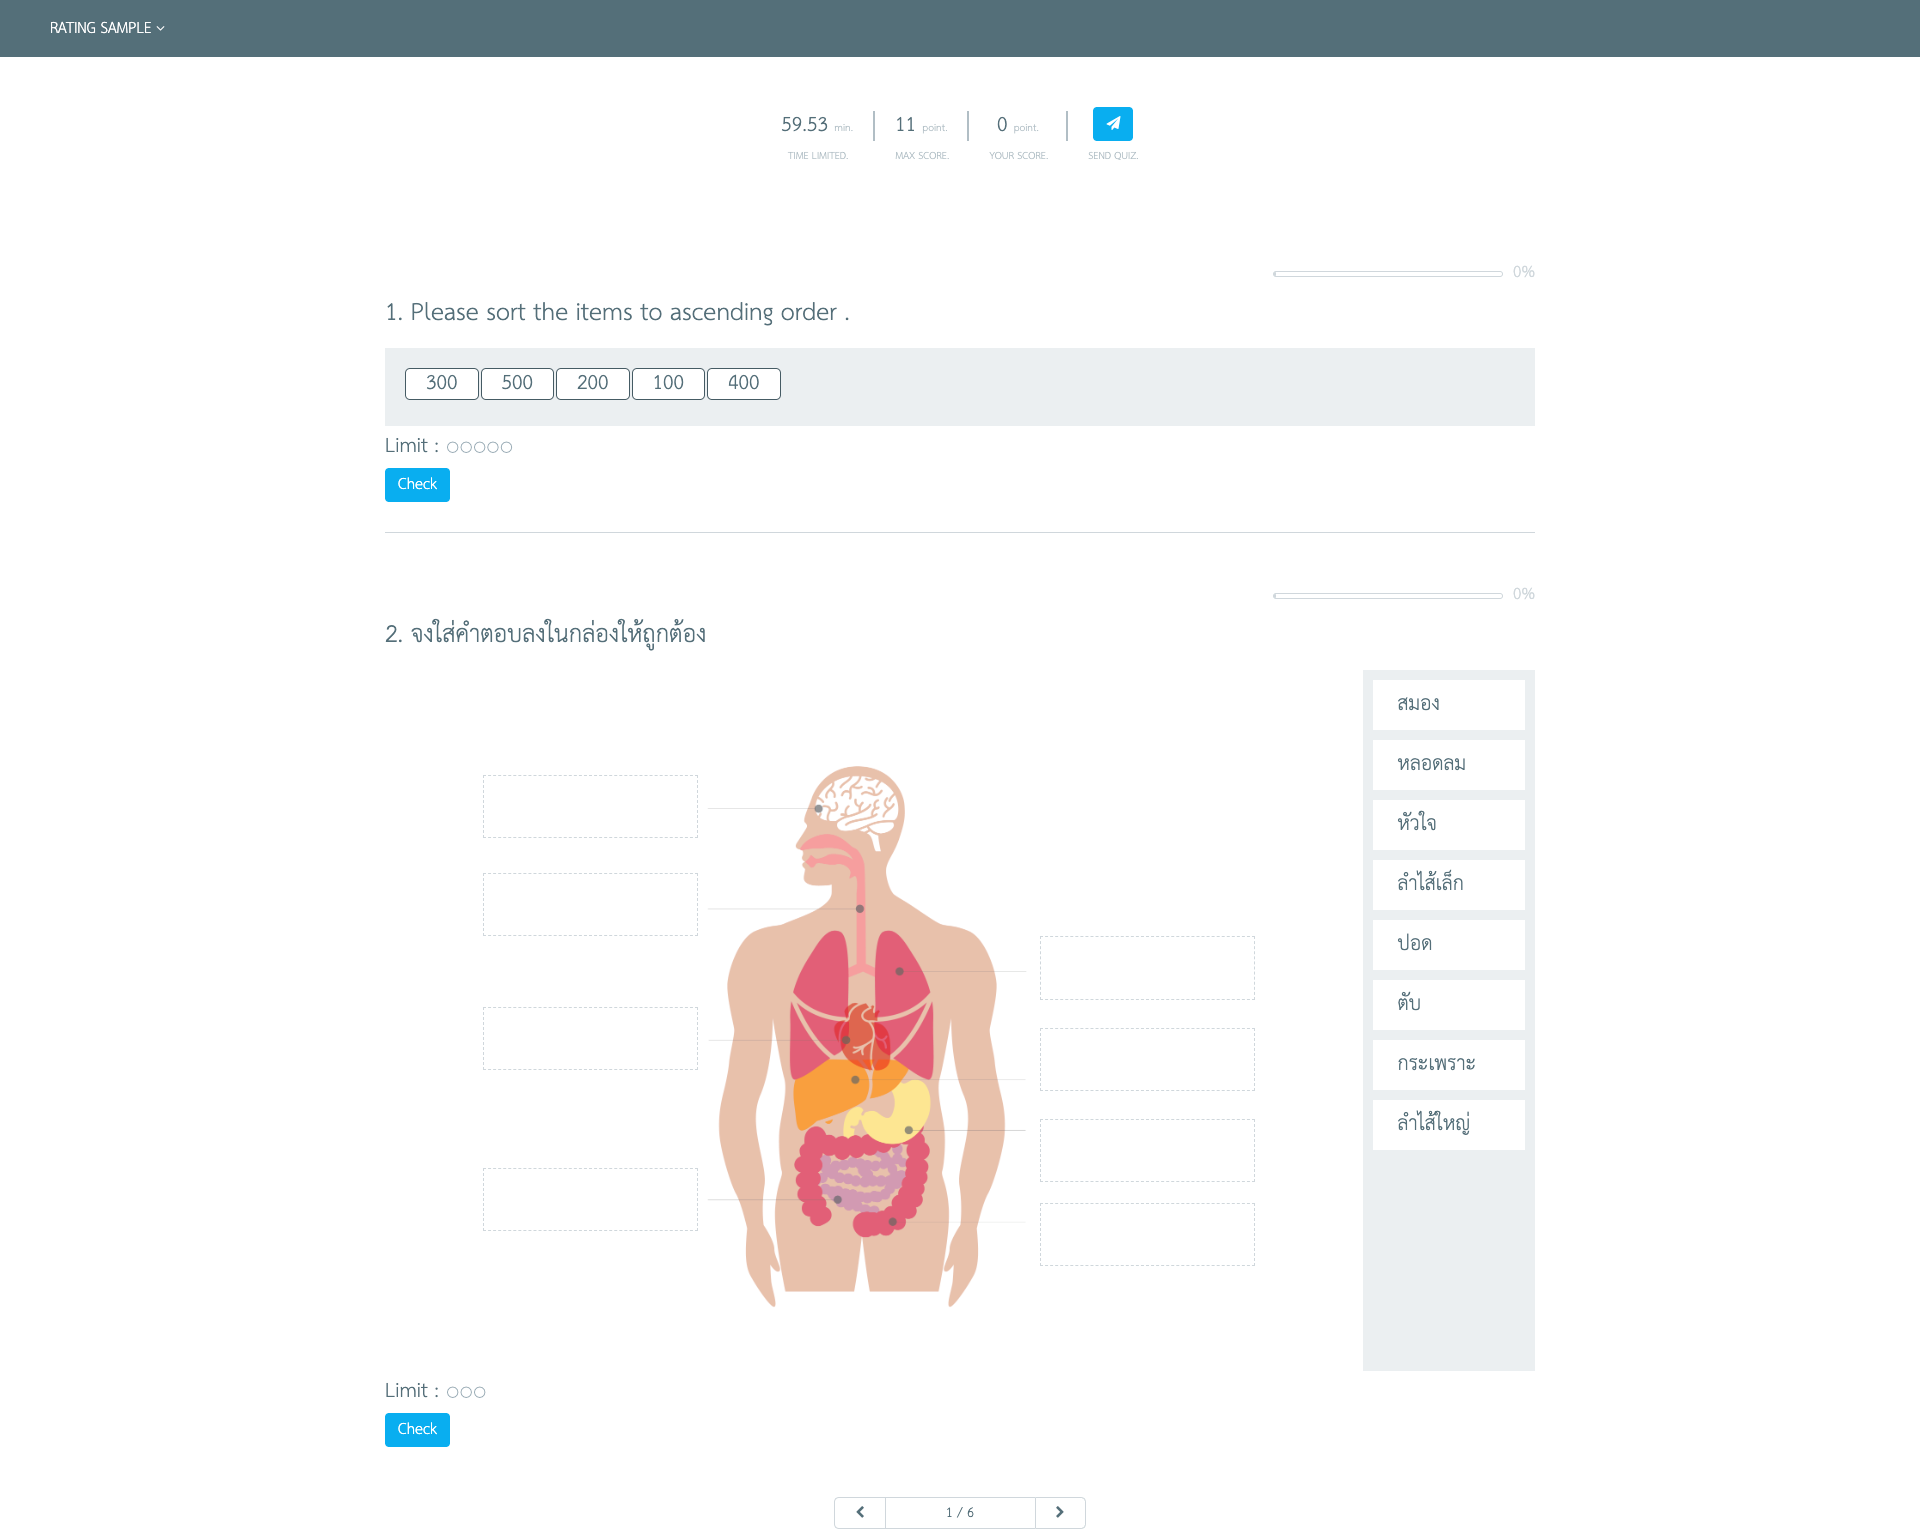 RATING SAMPLE
59.53 min.
TIME LIMITED.
11 point.
MAX SCORE.
0 point.
YOUR SCORE.
SEND QUIZ.
0%
1. Please sort the items to ascending order .
300 500 200 100 400
Limit :
Check
0%
2. จงใส่คำตอบลงในกล่องให้ถูกต้อง
สมอง
หลอดลม
หัวใจ
ลำไส้เล็ก
ปอด
ตับ
กระเพราะ
ลำไส้ใหญ่
Limit :
Check
1 / 6